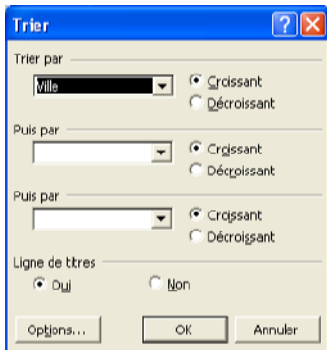 Trier
Trier par
Ville
Croissant
Décroissant
Puis par
Croissant
Décroissant
Puis par
Croissant
Décroissant
Ligne de titres
Oui
Non
Options...
OK
Annuler